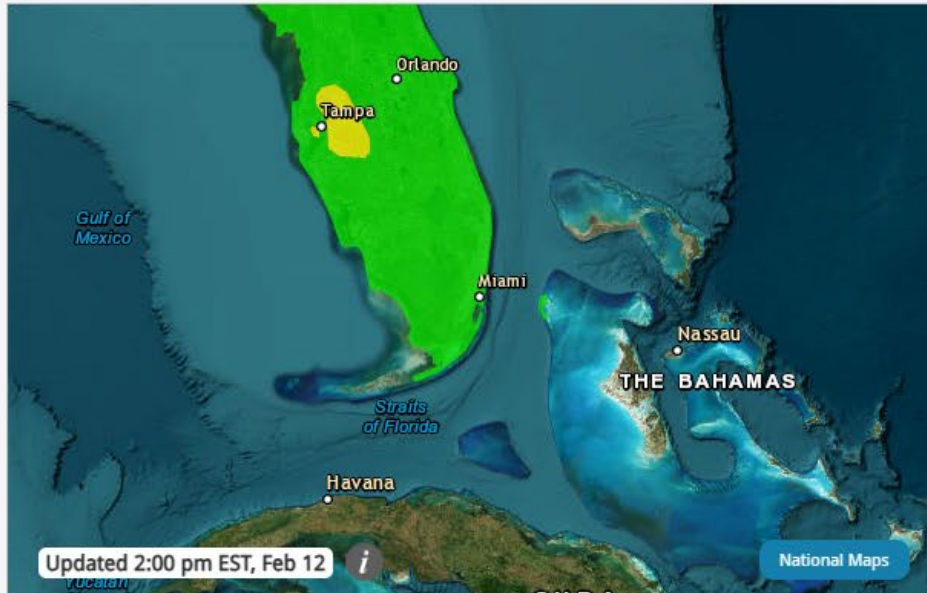 Orlando
Tampa
Gulf of
Mexico
Miami
Nassau
THE BAHAMAS
Straits
of Florida
Havana
Updated 2:00 pm EST, Feb 12
i
National Maps
Yucatan